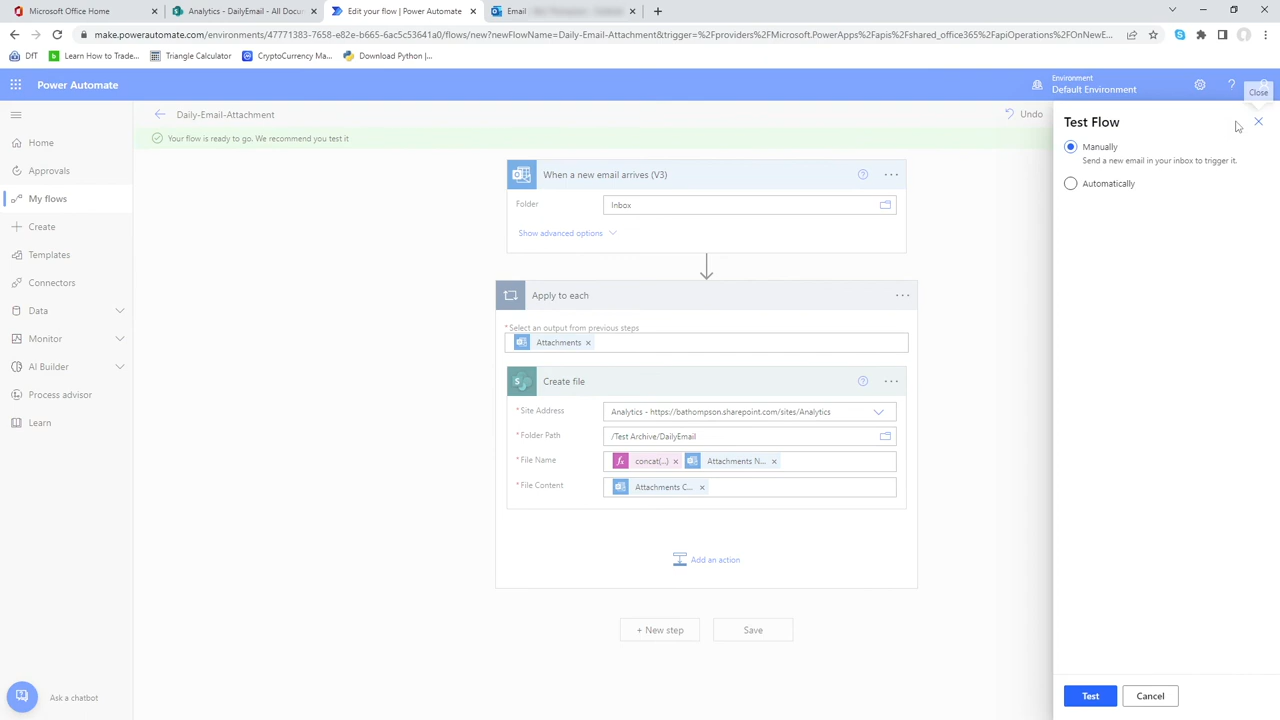 Microsoft Office Home
Analytics - DailyEmail - All Docum
Edit your flow | Power Automate
Email
make.powerautomate.com/environments/47771383-7658-e82e-b665-6ac5c53641a0/flows/new?newFlowName=Daily-Email-Attachment&trigger=%2Fproviders%2FMicrosoft.PowerApps%2Fapis%2Fshared_office365%2FapiOperations%2FOnNewE...
DfT
Learn How to Trade...
Triangle Calculator
CryptoCurrency Ma...
Download Python |...
Power Automate
Environment
Default Environment
Close
Daily-Email-Attachment
Undo
Your flow is ready to go. We recommend you test it
Home
Approvals
My flows
Create
Templates
Connectors
Data
Monitor
AI Builder
Process advisor
Learn
Ask a chatbot
When a new email arrives (V3)
Folder
Inbox
Show advanced options
Apply to each
*Select an output from previous steps
Attachments
Create file
*Site Address
Analytics - https://bathompson.sharepoint.com/sites/Analytics
*Folder Path
/Test Archive/DailyEmail
*File Name
fx concat(...) Attachments N...
*File Content
Attachments C...
Add an action
+ New step
Save
Test Flow
Manually
Send a new email in your inbox to trigger it.
Automatically
Test
Cancel